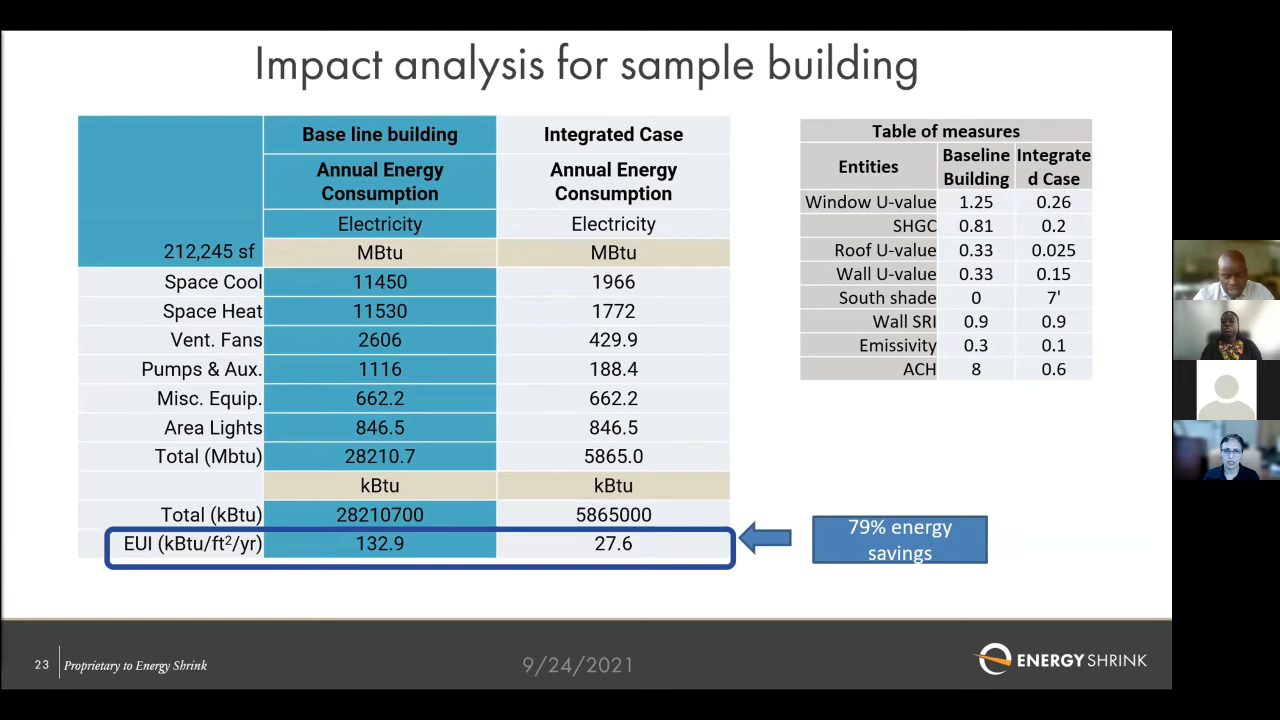 Impact analysis for sample building
Base line building Integrated Case
Annual Energy Consumption Annual Energy Consumption
Electricity Electricity
212,245 sf MBtu MBtu
Space Cool 11450 1966
Space Heat 11530 1772
Vent. Fans 2606 429.9
Pumps & Aux. 1116 188.4
Misc. Equip. 662.2 662.2
Area Lights 846.5 846.5
Total (Mbtu) 28210.7 5865.0
kBtu kBtu
Total (kBtu) 28210700 5865000
EUI (kBtu/ft²/yr) 132.9 27.6
79% energy
savings
Table of measures
Entities Baseline Building Integrate d Case
Window U-value 1.25 0.26
SHGC 0.81 0.2
Roof U-value 0.33 0.025
Wall U-value 0.33 0.15
South shade 0 7'
Wall SRI 0.9 0.9
Emissivity 0.3 0.1
ACH 8 0.6
23 Proprietary to Energy Shrink
9/24/2021
ENERGY SHRINK